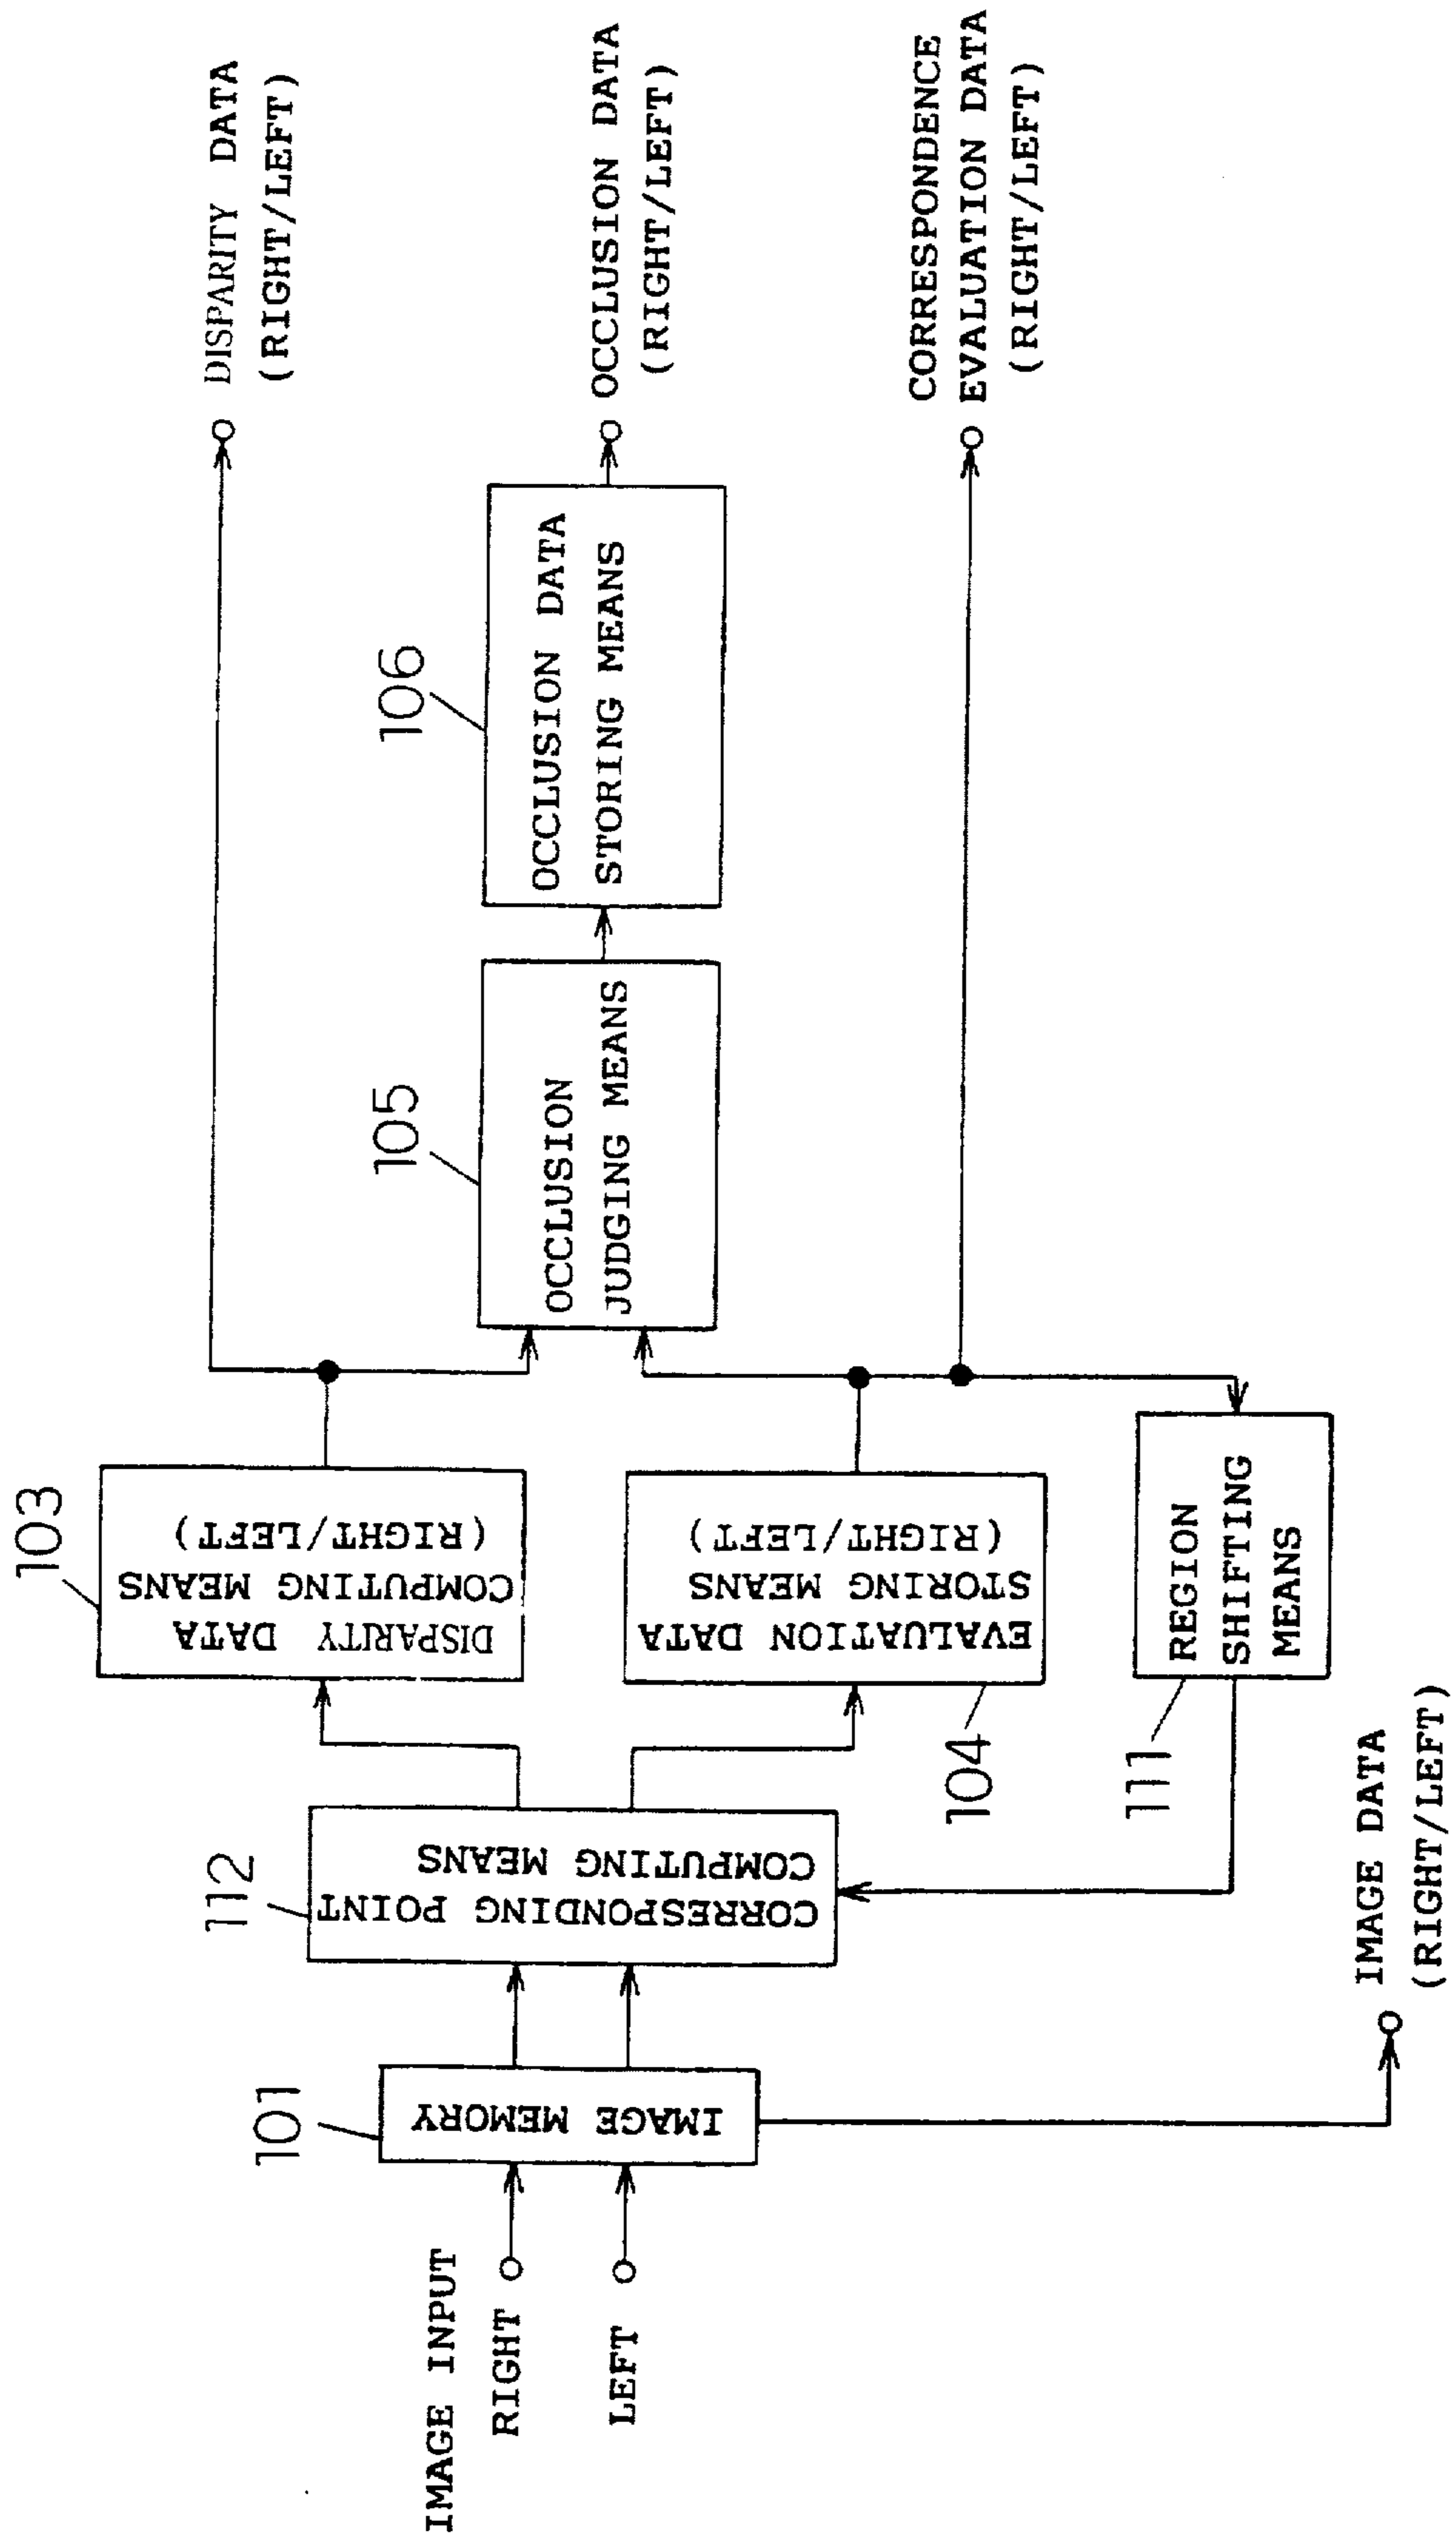 IMAGE INPUT
RIGHT
LEFT
101
IMAGE MEMORY
112
CORRESPONDING POINT
COMPUTING MEANS
103
DISPARITY DATA
COMPUTING MEANS
(RIGHT/LEFT)
104
EVALUATION DATA
STORING MEANS
(RIGHT/LEFT)
111
REGION
SHIFTING
MEANS
105
OCCLUSION
JUDGING MEANS
106
OCCLUSION DATA
STORING MEANS
DISPARITY DATA
(RIGHT/LEFT)
OCCLUSION DATA
(RIGHT/LEFT)
CORRESPONDENCE
EVALUATION DATA
(RIGHT/LEFT)
IMAGE DATA
(RIGHT/LEFT)